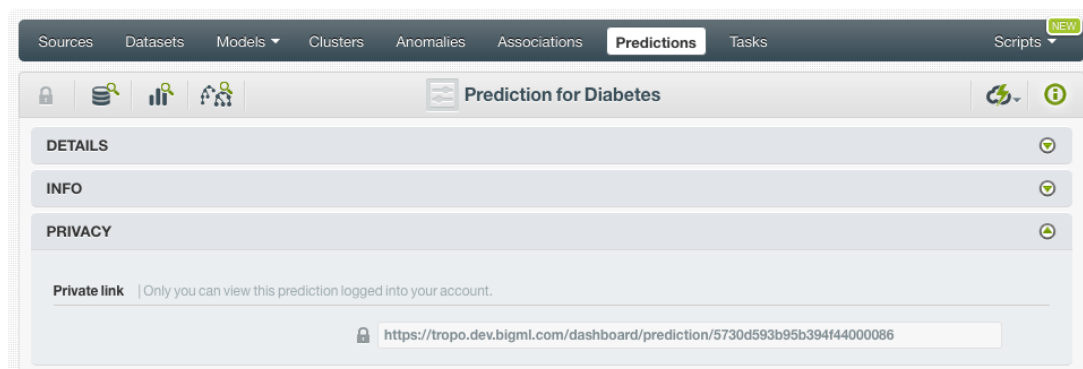 NEW
Sources Datasets Models Clusters Anomalies Associations Predictions Tasks Scripts
Prediction for Diabetes
DETAILS
INFO
PRIVACY
Private link | Only you can view this prediction logged into your account.
https://tropo.dev.bigml.com/dashboard/prediction/5730d593b95b394f44000086